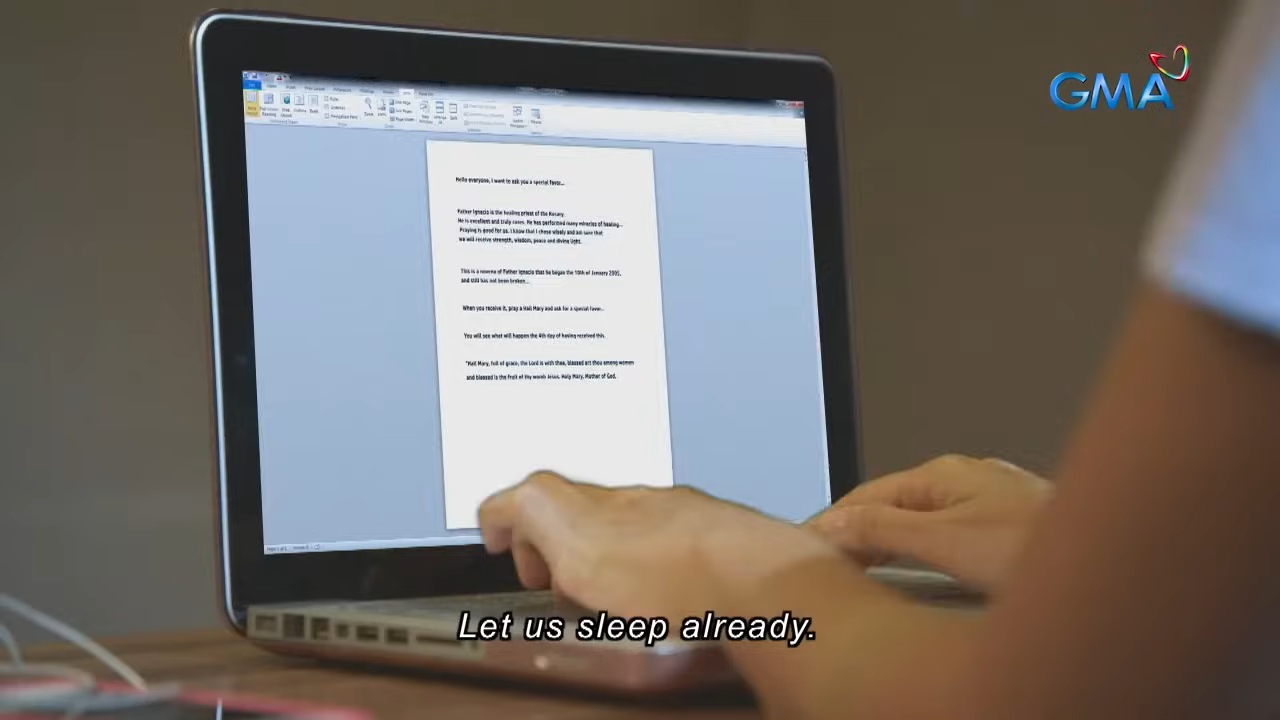 GMA
Hello everyone, I want to ask you a special favor...
Father Ignacio is the healing priest of the Rosary.
He is excellent and truly cures. He has performed many miracles of healing...
Praying is good for us. I know that I chose wisely and am sure that
we will receive strength, wisdom, peace and divine light.
This is a novena of Father Ignacio that he began the 10th of January 2005,
and still has not been broken...
When you receive it, pray a Hail Mary and ask for a special favor...
You will see what will happen the 4th day of having received this.
"Hail Mary, full of grace, the Lord is with thee, blessed art thou among women
and blessed is the fruit of thy womb Jesus. Holy Mary, Mother of God,
Let us sleep already.